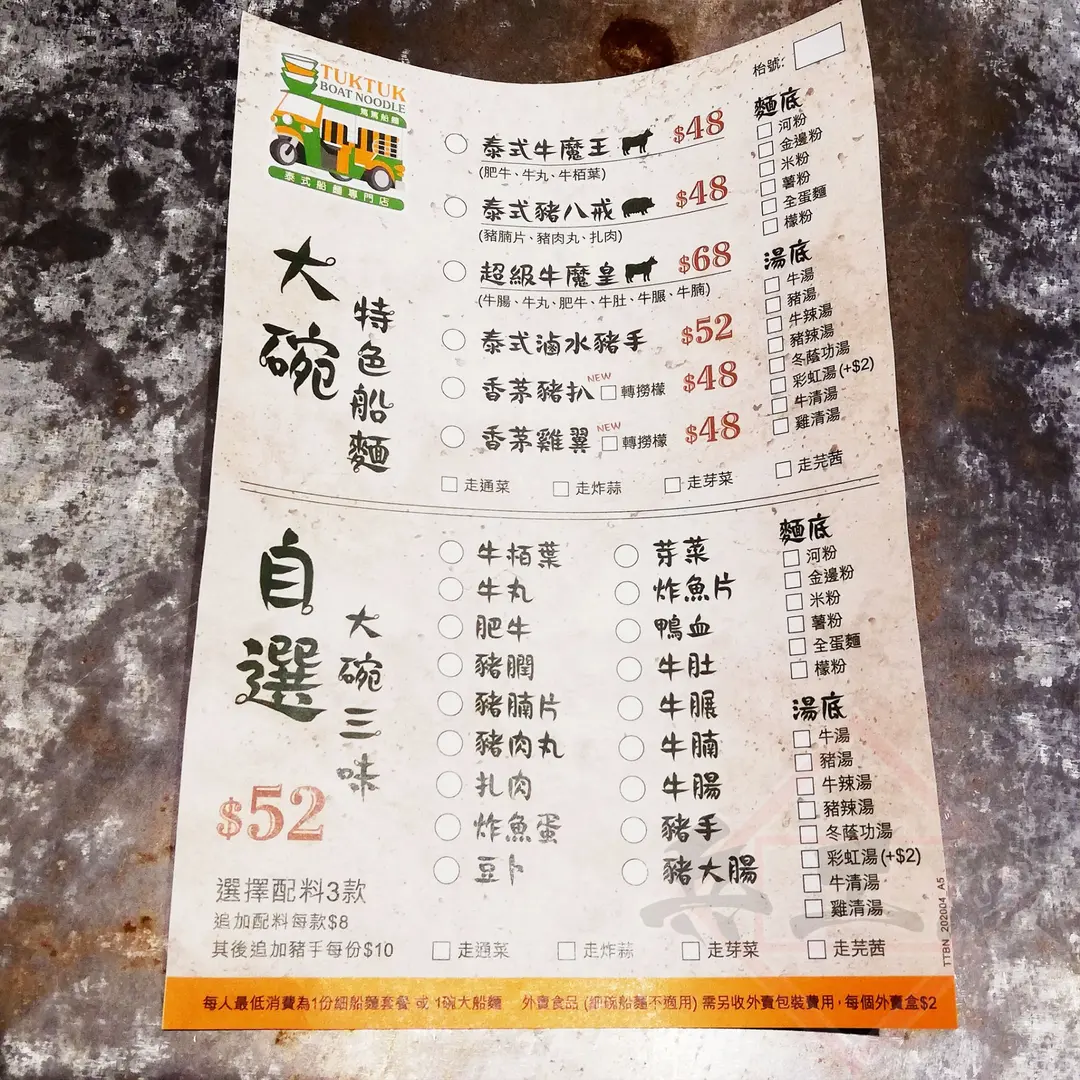 TUKTUK
BOAT NOODLE
泰式船麵專門店
枱號:
大碗
特色船麵
泰式牛魔王 $48
(肥牛、牛丸、牛栢葉)
泰式豬八戒 $48
(豬腩片、豬肉丸、扎肉)
超級牛魔皇 $68
(牛腸、牛丸、肥牛、牛肚、牛𦟌、牛腩)
泰式滷水豬手 $52
香茅豬扒 NEW 轉撈檬 $48
香茅雞翼 NEW 轉撈檬 $48
走通菜 走炸蒜 走芽菜 走芫茜
麵底
河粉
金邊粉
米粉
薯粉
全蛋麵
檬粉
湯底
牛湯
豬湯
牛辣湯
豬辣湯
冬蔭功湯
彩虹湯(+$2)
牛清湯
雞清湯
自選
大碗三味
$52
選擇配料3款
追加配料每款$8
其後追加豬手每份$10
牛栢葉
牛丸
肥牛
豬膶
豬腩片
豬肉丸
扎肉
炸魚蛋
豆卜
芽菜
炸魚片
鴨血
牛肚
牛𦟌
牛腩
牛腸
豬手
豬大腸
走通菜 走炸蒜 走芽菜 走芫茜
麵底
河粉
金邊粉
米粉
薯粉
全蛋麵
檬粉
湯底
牛湯
豬湯
牛辣湯
豬辣湯
冬蔭功湯
彩虹湯(+$2)
牛清湯
雞清湯
TTBN 202004 A5
每人最低消費為1份細船麵套餐 或 1碗大船麵 外賣食品 (細碗船麵不適用) 需另收外賣包裝費用，每個外賣盒$2